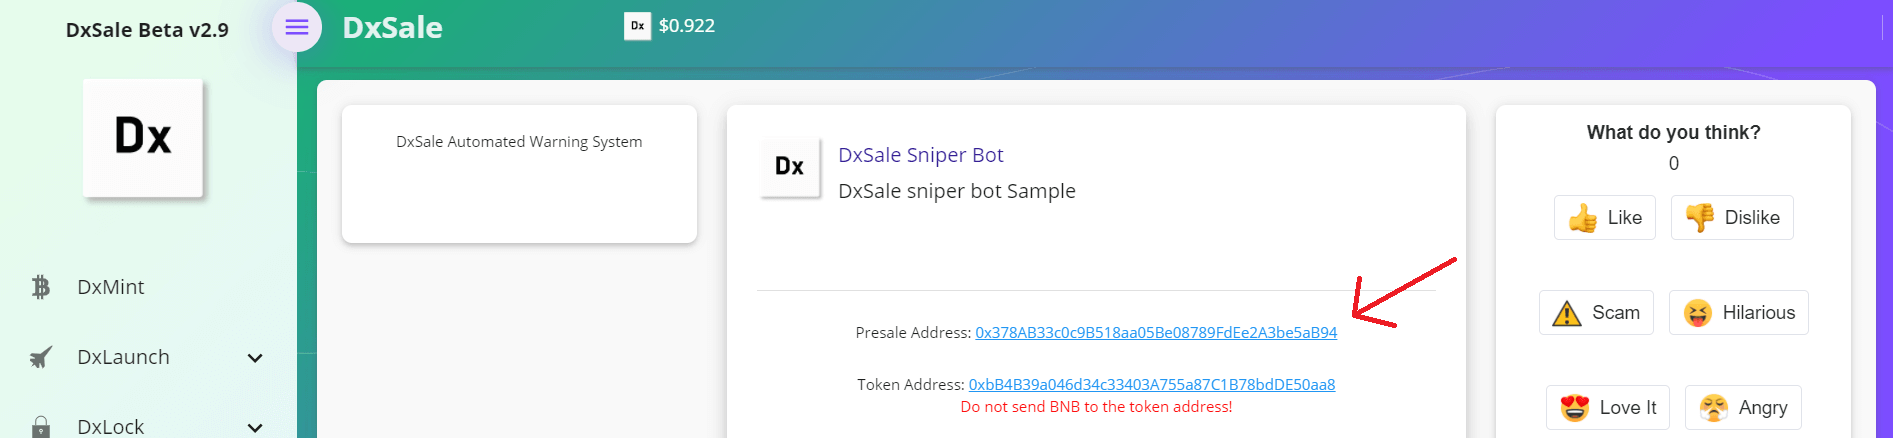 DxSale Beta v2.9
Dx
DxMint
DxLaunch
DxLock
DxSale
Dx $0.922
DxSale Automated Warning System
Dx
DxSale Sniper Bot
DxSale sniper bot Sample
Presale Address: 0x378AB33c0c9B518aa05Be08789FdEe2A3be5aB94
Token Address: 0xbB4B39a046d34c33403A755a87C1B78bdDE50aa8
Do not send BNB to the token address!
What do you think?
0
Like Dislike
Scam Hilarious
Love It Angry